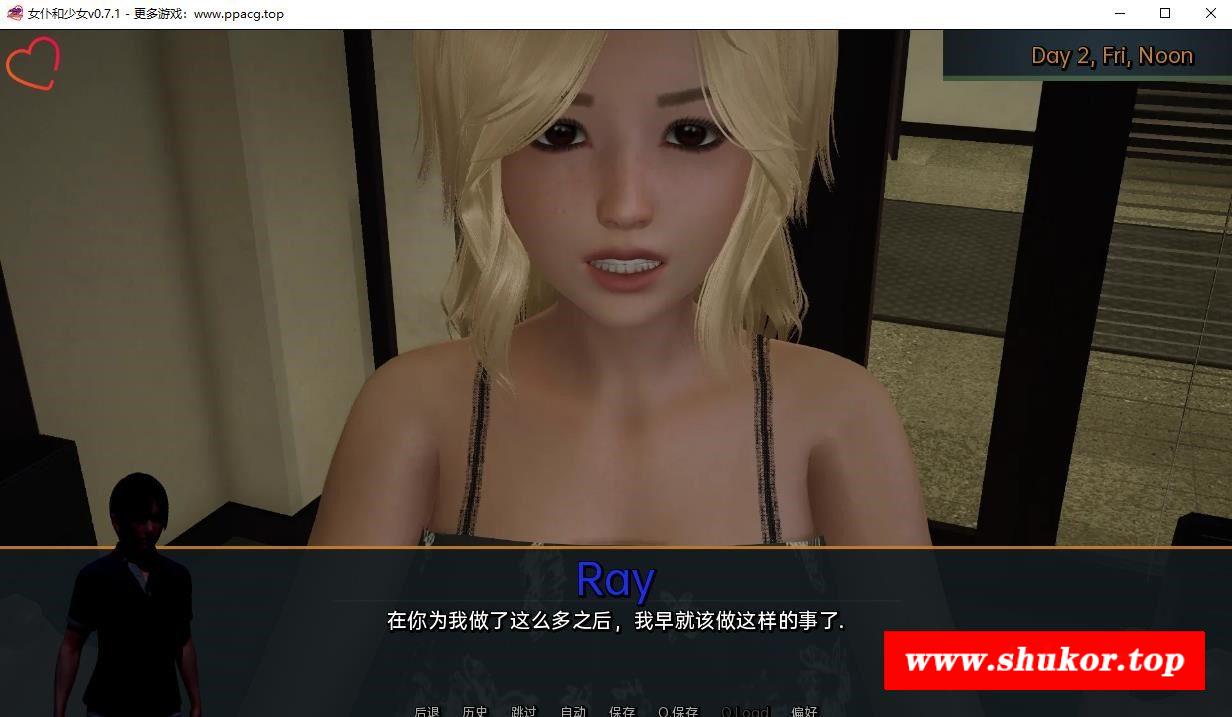 女仆和少女v0.7.1 - 更多游戏：www.ppacg.top
Day 2, Fri, Noon
Ray
在你为我做了这么多之后，我早就该做这样的事了.
www.shukor.top
后退 历史 跳过 自动 保存 Q.保存 Q.Load 偏好